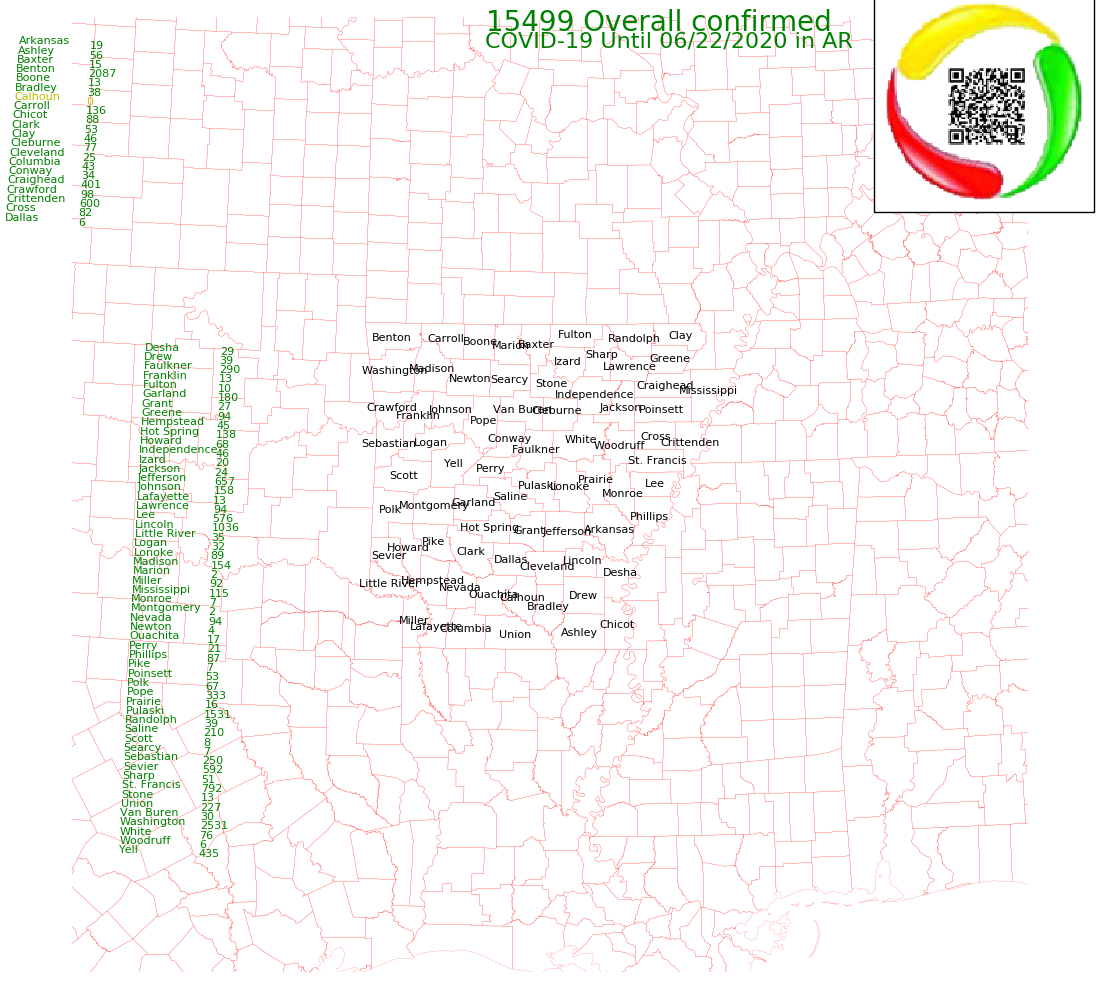 15499 Overall confirmed
COVID-19 Until 06/22/2020 in AR
Arkansas 19
Ashley 56
Baxter 15
Benton 2087
Boone 13
Bradley 38
Calhoun 0
Carroll 136
Chicot 88
Clark 53
Clay 46
Cleburne 77
Cleveland 25
Columbia 43
Conway 34
Craighead 401
Crawford 98
Crittenden 600
Cross 82
Dallas 6
Desha 29
Drew 39
Faulkner 290
Franklin 13
Fulton 10
Garland 180
Grant 27
Greene 94
Hempstead 45
Hot Spring 138
Howard 68
Independence 46
Izard 20
Jackson 24
Jefferson 657
Johnson 158
Lafayette 13
Lawrence 94
Lee 576
Lincoln 1036
Little River 35
Logan 32
Lonoke 89
Madison 154
Marion 2
Miller 92
Mississippi 115
Monroe 7
Montgomery 2
Nevada 94
Newton 4
Ouachita 17
Perry 21
Phillips 87
Pike 7
Poinsett 53
Polk 67
Pope 333
Prairie 16
Pulaski 1531
Randolph 39
Saline 210
Scott 8
Searcy 7
Sebastian 250
Sevier 592
Sharp 51
St. Francis 792
Stone 13
Union 227
Van Buren 30
Washington 2531
White 76
Woodruff 6
Yell 435
Benton Carroll Boone Marion Baxter Fulton Randolph Clay
Washington Madison Newton Searcy Izard Sharp Lawrence Greene
Stone Independence Craighead Mississippi
Crawford Franklin Johnson Pope Van Buren Cleburne Jackson Poinsett
Sebastian Logan Conway Faulkner White Woodruff Cross Crittenden
Scott Yell Perry St. Francis
Pulaski Lonoke Prairie Monroe Lee
Polk Montgomery Garland Saline Phillips
Hot Spring Grant Jefferson Arkansas
Sevier Howard Pike Clark Dallas Cleveland Lincoln Desha
Little River Hempstead Nevada Ouachita Calhoun Bradley Drew
Miller Lafayette Columbia Union Ashley Chicot